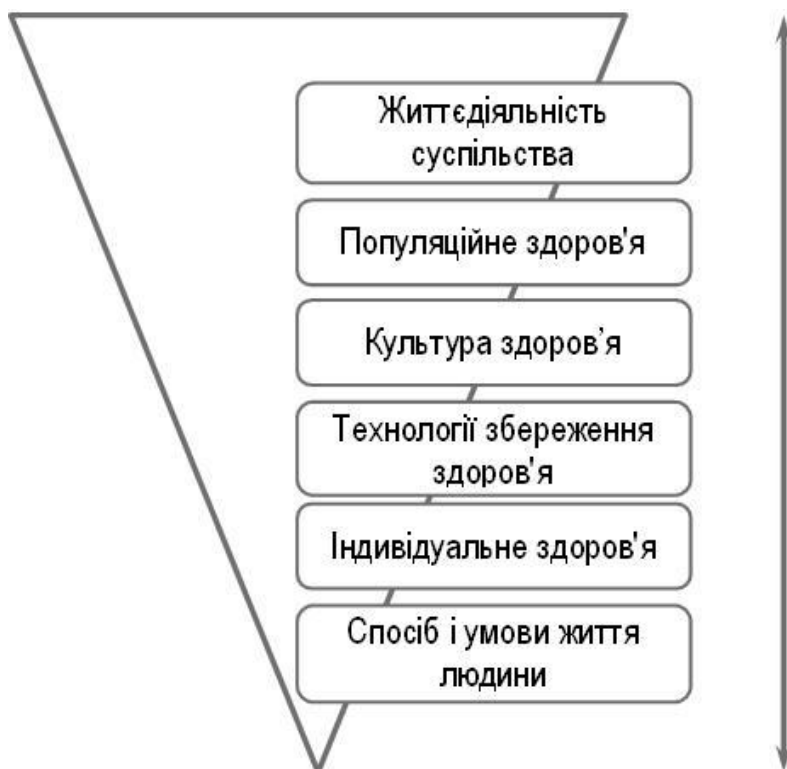 Життєдіяльність
суспільства
Популяційне здоров'я
Культура здоров’я
Технології збереження
здоров'я
Індивідуальне здоров'я
Спосіб і умови життя
людини